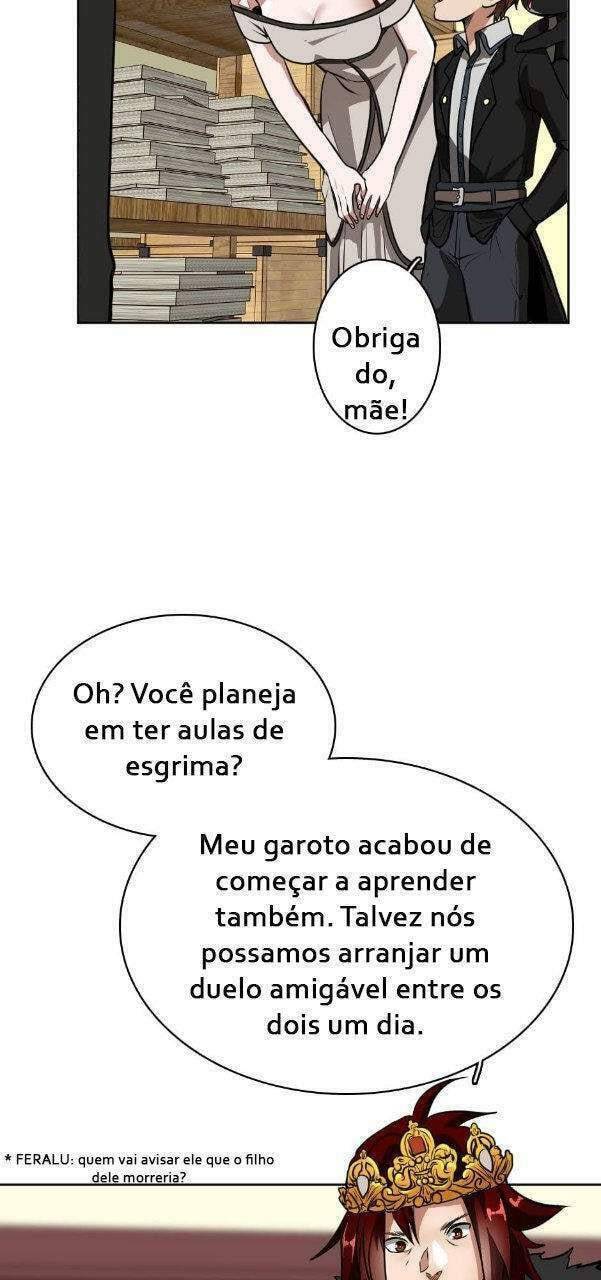 Obriga
do,
mãe!
Oh? Você planeja
em ter aulas de
esgrima?
Meu garoto acabou de
começar a aprender
também. Talvez nós
possamos arranjar um
duelo amigável entre os
dois um dia.
* FERALU: quem vai avisar ele que o filho
dele morreria?